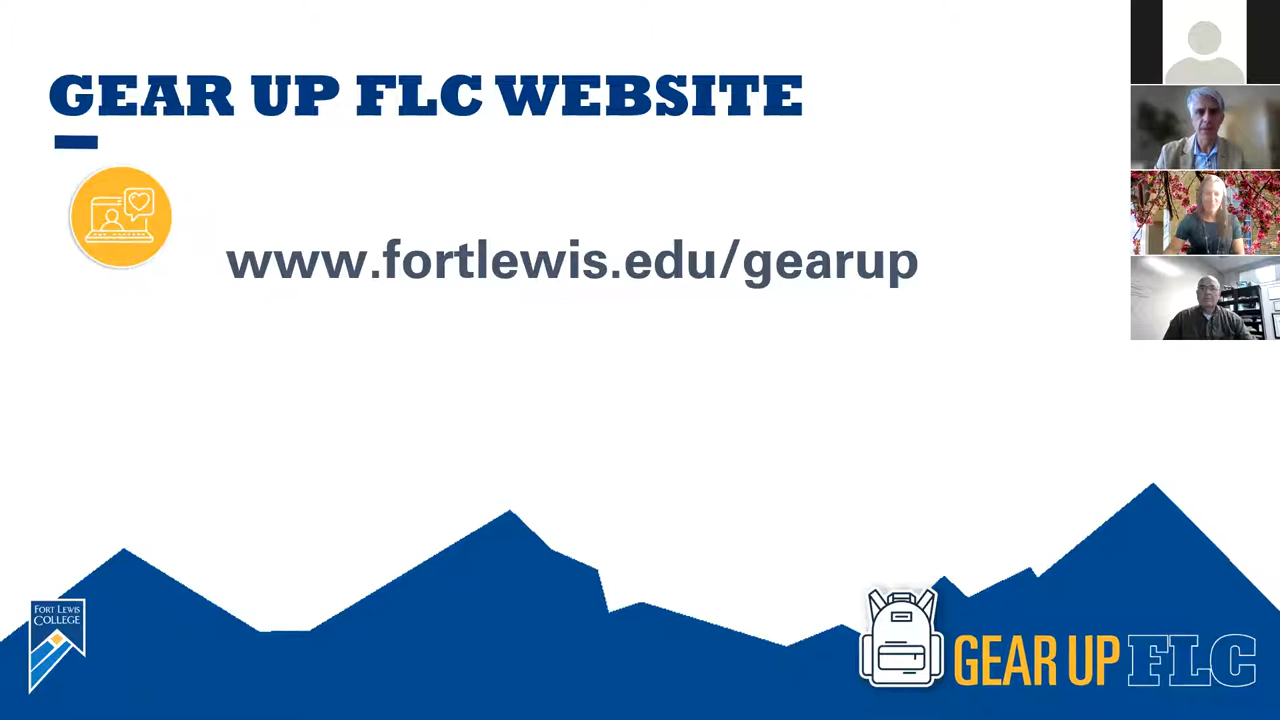 GEAR UP FLC WEBSITE
www.fortlewis.edu/gearup
FORT LEWIS
COLLEGE
GEAR UP FLC